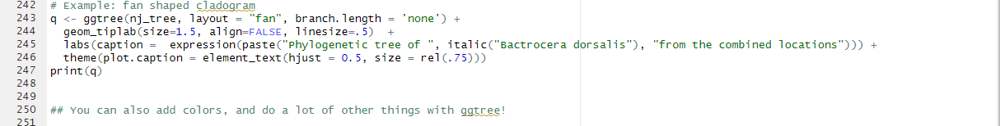 242 # Example: fan shaped cladogram
243 q <- ggtree(nj_tree, layout = "fan", branch.length = 'none') +
244 geom_tiplab(size=1.5, align=FALSE, linesize=.5) +
245 labs(caption = expression(paste("Phylogenetic tree of ", italic("Bactrocera dorsalis"), "from the combined locations"))) +
246 theme(plot.caption = element_text(hjust = 0.5, size = rel(.75)))
247 print(q)
248
249
250 ## You can also add colors, and do a lot of other things with ggtree!
251